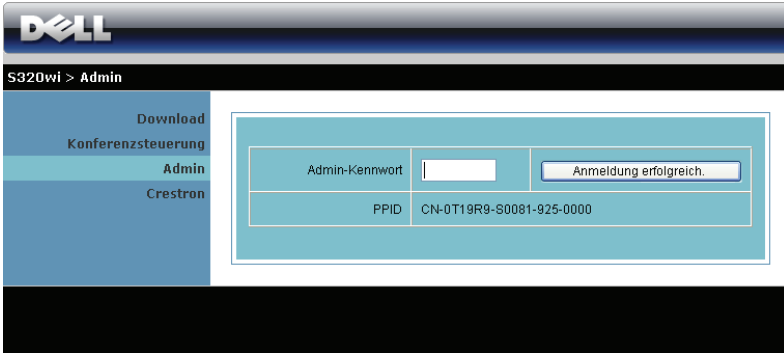 DELL
S320wi > Admin
Download
Konferenzsteuerung
Admin
Crestron
Admin-Kennwort
Anmeldung erfolgreich.
PPID
CN-0T19R9-S0081-925-0000